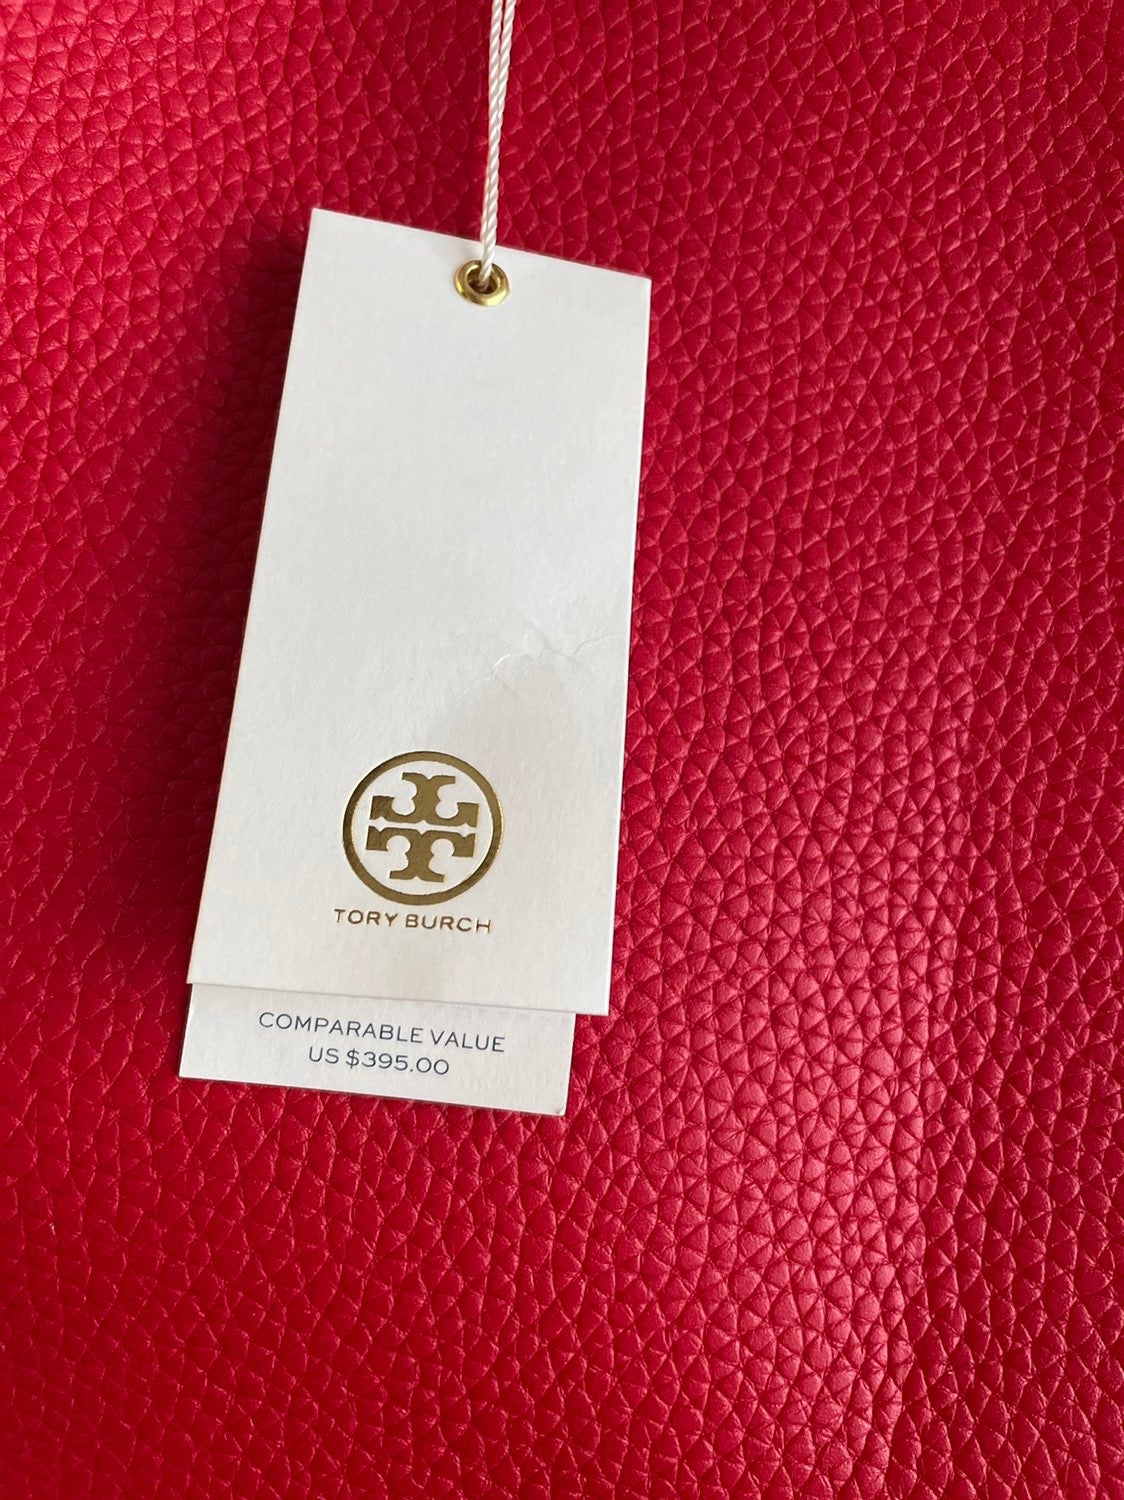 TORY BURCH
COMPARABLE VALUE
US $395.00